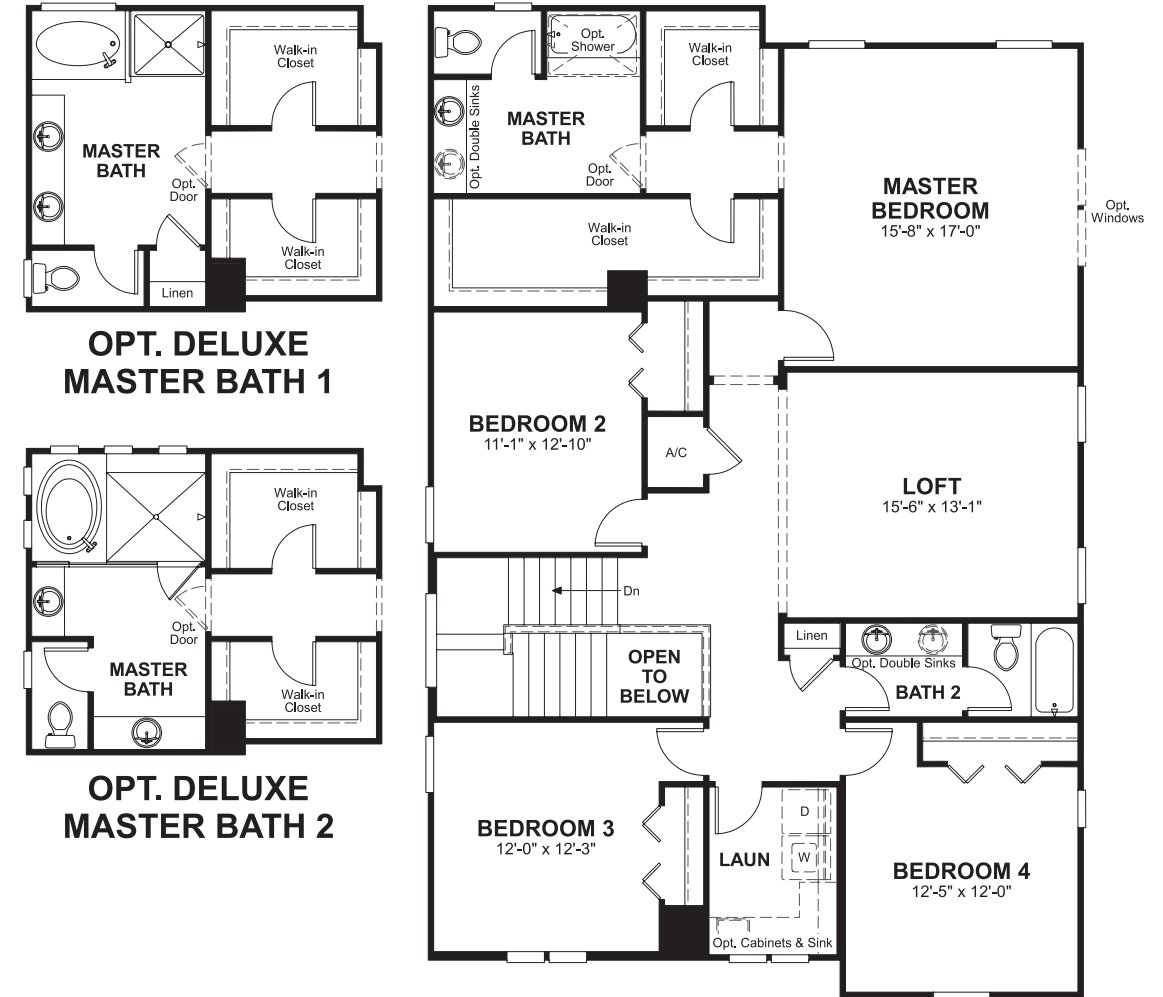 Walk-in
Closet
MASTER
BATH
Opt.
Door
Walk-in
Closet
Linen
OPT. DELUXE
MASTER BATH 1
Walk-in
Closet
Opt.
Door
MASTER
BATH
Walk-in
Closet
OPT. DELUXE
MASTER BATH 2
Opt.
Shower
Walk-in
Closet
Opt. Double Sinks
MASTER
BATH
Opt.
Door
Walk-in
Closet
MASTER
BEDROOM
15'-8" x 17'-0"
Opt.
Windows
BEDROOM 2
11'-1" x 12'-10"
A/C
LOFT
15'-6" x 13'-1"
Dn
OPEN
TO
BELOW
Linen
Opt. Double Sinks
BATH 2
BEDROOM 3
12'-0" x 12'-3"
D
W
LAUN
Opt. Cabinets & Sink
BEDROOM 4
12'-5" x 12'-0"